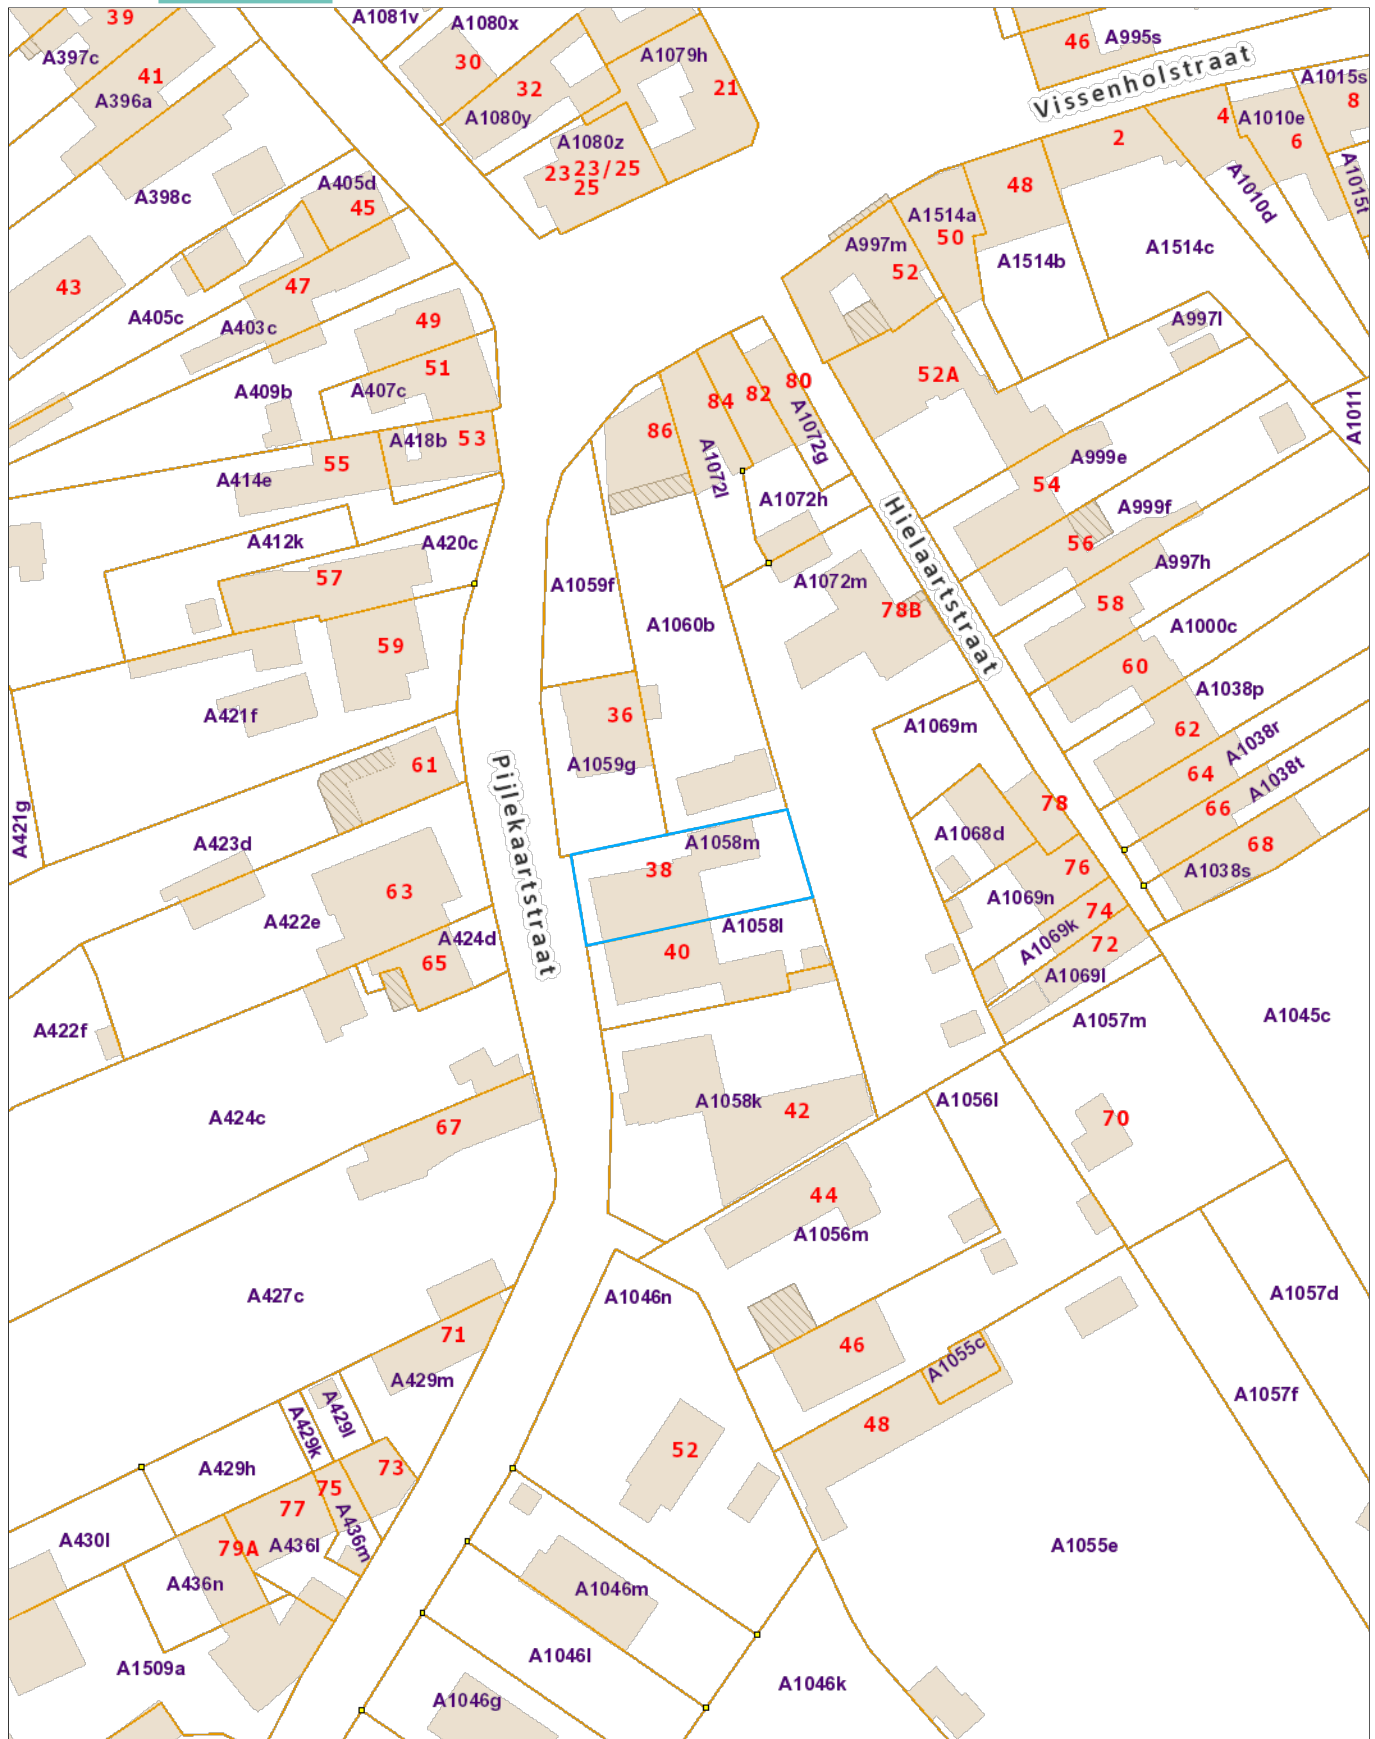 39
A1081v
A1080x
46
A995s
A397c
41
30
A1079h
Vissenholstraat
A1015s
A396a
32
21
8
A1080y
4
A1010e
A1080z
2
6
23 23/25
25
A398c
A405d
45
48
A1010d
A1015t
A1514a
50
A997m
A1514c
52
A1514b
43
47
A405c
A403c
49
A997l
51
52A
80
82
84
A409b
A407c
A1072g
A1011
86
A418b
53
55
A999e
A414e
A1072l
54
A1072h
A999f
Hielaartstraat
A412k
A420c
56
A997h
57
A1059f
A1072m
58
78B
A1060b
A1000c
59
60
A1038p
A421f
36
A1069m
62
A1038r
61
A1059g
64
A1038t
Pijlekaartstraat
78
66
A421g
A423d
A1068d
A1058m
38
68
76
A1038s
63
A1069n
A422e
74
A1058l
A424d
A1069k
72
40
65
A1069l
A422f
A1057m
A1045c
A1058k
A1056l
A424c
42
70
67
44
A1056m
A427c
A1046n
A1057d
71
46
A1055c
A429m
A1057f
A429l
A429k
48
52
A429h
73
75
77
A430l
A436m
A436l
79A
A1055e
A436n
A1046m
A1046l
A1509a
A1046k
A1046g